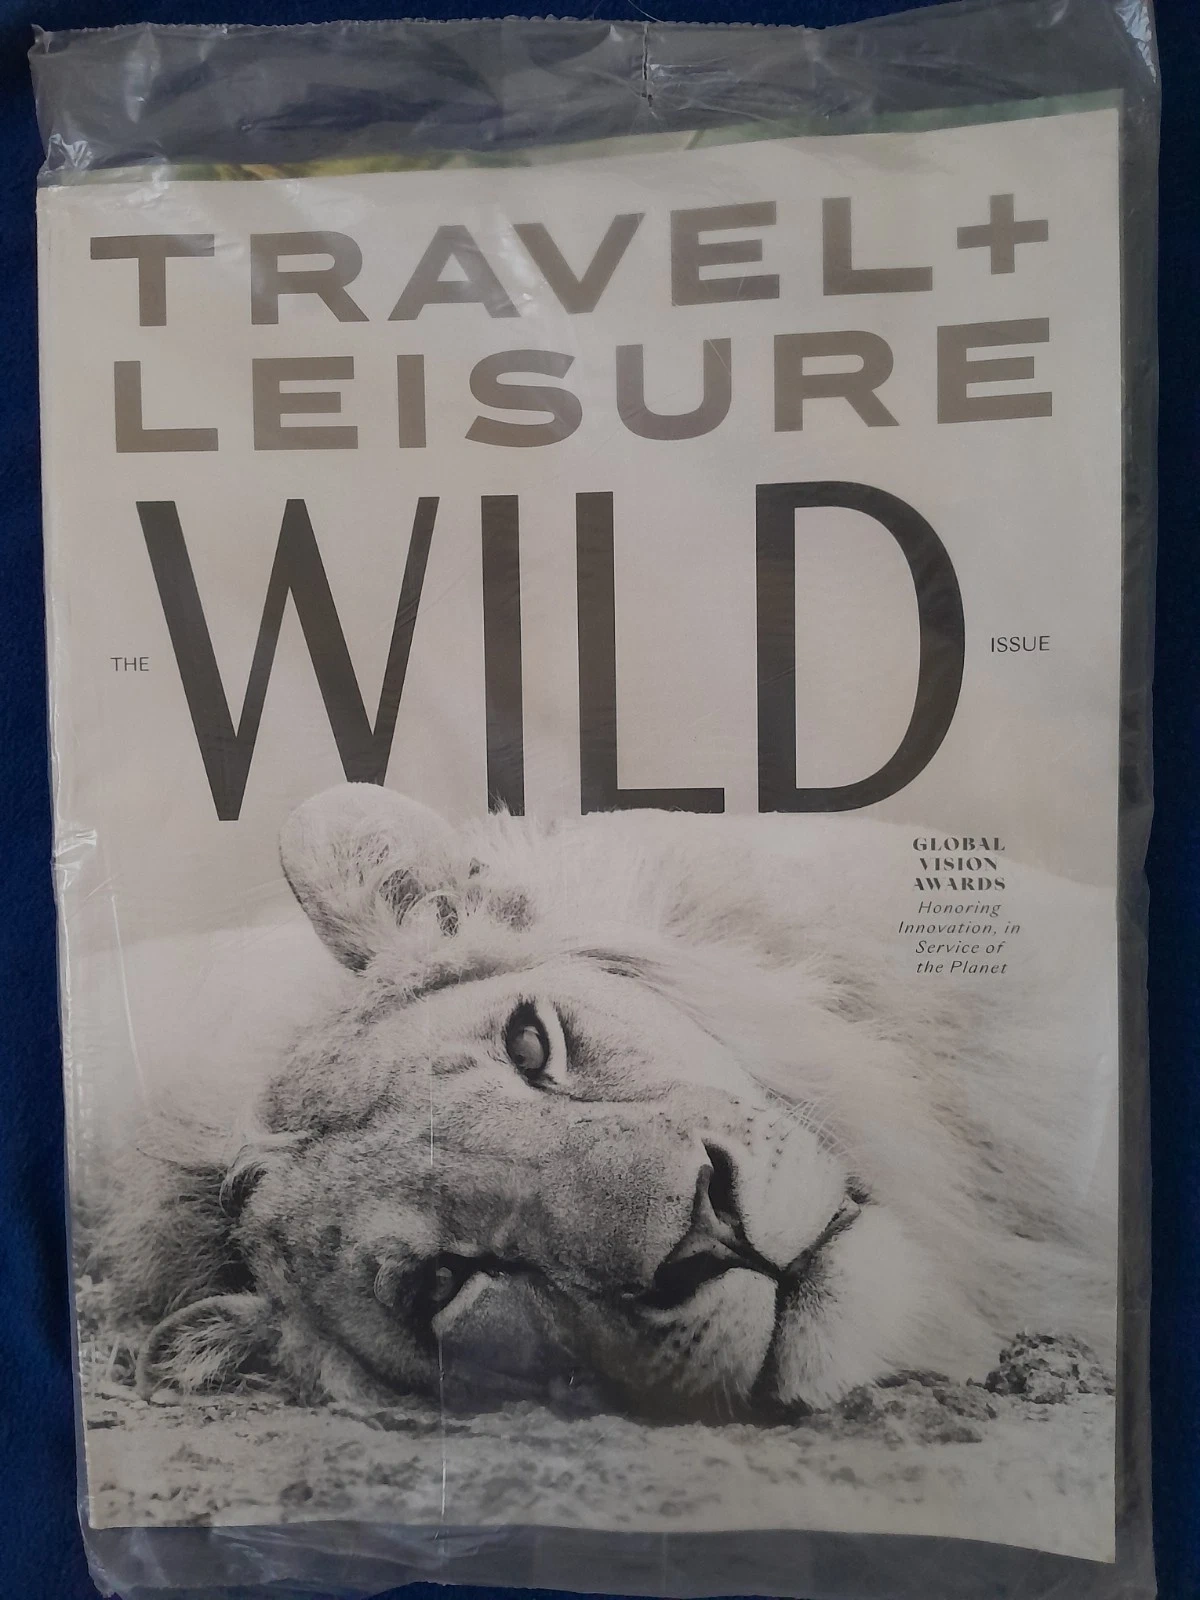 TRAVEL+
LEISURE
THE WILD ISSUE
GLOBAL
VISION
AWARDS
Honoring
Innovation, in
Service of
the Planet